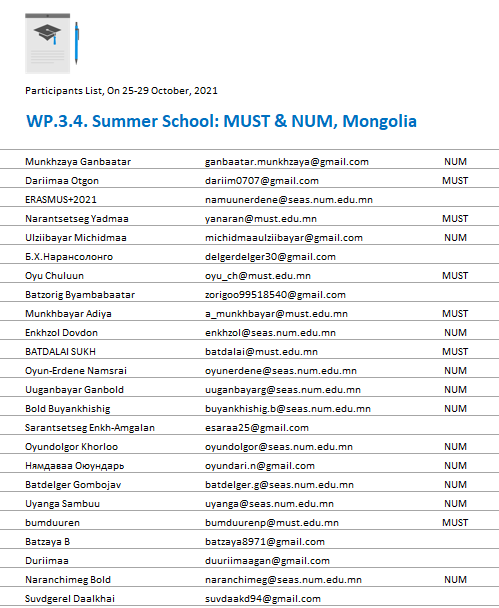 Participants List, On 25-29 October, 2021
WP.3.4. Summer School: MUST & NUM, Mongolia
Munkhzaya Ganbaatar ganbaatar.munkhzaya@gmail.com NUM
Dariimaa Otgon dariim0707@gmail.com MUST
ERASMUS+2021 namuunerdene@seas.num.edu.mn
Narantsetseg Yadmaa yanaran@must.edu.mn MUST
Ulziibayar Michidmaa michidmaaulziibayar@gmail.com NUM
Б.Х.Нарансолонго delgerdelger30@gmail.com
Oyu Chuluun oyu_ch@must.edu.mn MUST
Batzorig Byambabaatar zorigoo99518540@gmail.com
Munkhbayar Adiya a_munkhbayar@must.edu.mn MUST
Enkhzol Dovdon enkhzol@seas.num.edu.mn NUM
BATDALAI SUKH batdalai@must.edu.mn MUST
Oyun-Erdene Namsrai oyunerdene@seas.num.edu.mn NUM
Uuganbayar Ganbold uuganbayarg@seas.num.edu.mn NUM
Bold Buyankhishig buyankhishig.b@seas.num.edu.mn NUM
Sarantsetseg Enkh-Amgalan esaraa25@gmail.com
Oyundolgor Khorloo oyundolgor@seas.num.edu.mn NUM
Нямдаваа Оюундарь oyundari.n@gmail.com NUM
Batdelger Gombojav batdelger.g@seas.num.edu.mn NUM
Uyanga Sambuu uyanga@seas.num.edu.mn NUM
bumduuren bumduurenp@must.edu.mn MUST
Batzaya B batzaya8971@gmail.com
Duriimaa duuriimaagan@gmail.com
Naranchimeg Bold naranchimeg@seas.num.edu.mn NUM
Suvdgerel Daalkhai suvdaakd94@gmail.com